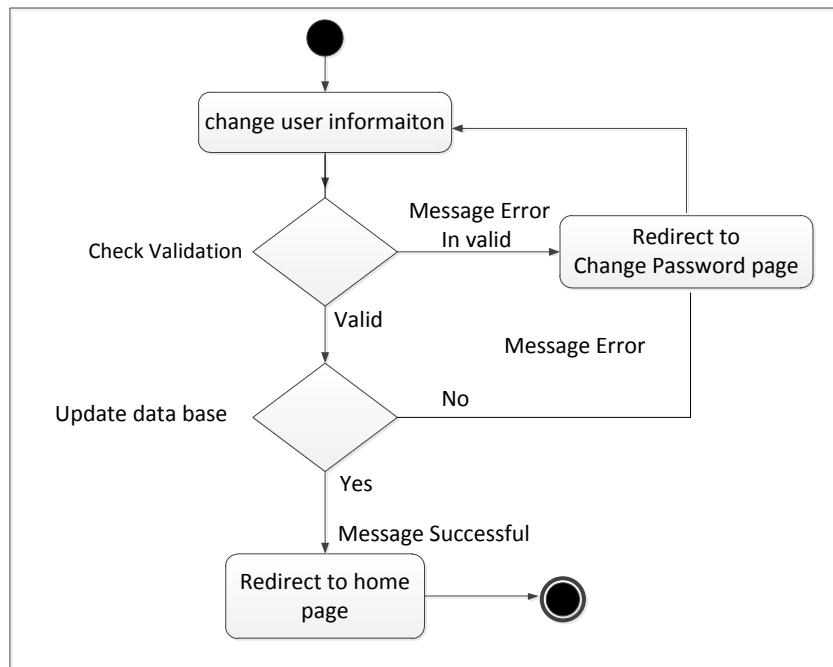 change user informaiton
Message Error
In valid
Check Validation
Redirect to
Change Password page
Valid
Message Error
Update data base
No
Yes
Message Successful
Redirect to home
page